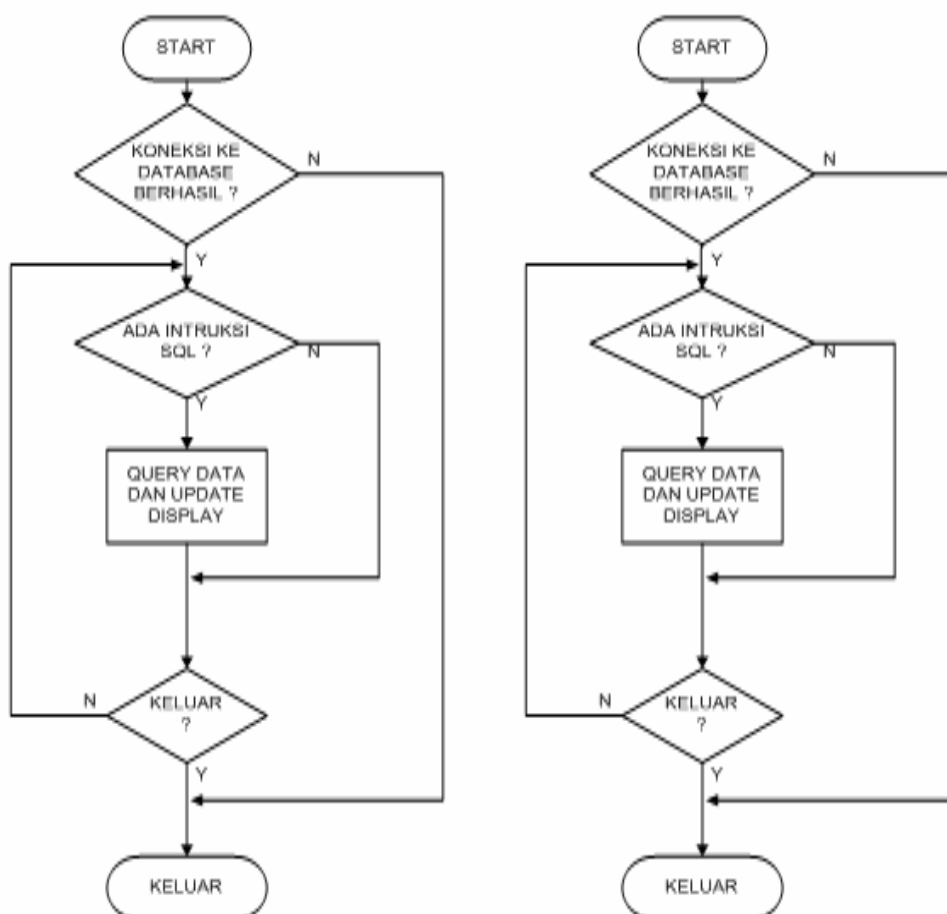 START
KONEKSI KE
DATABASE
BERHASIL ?
N
Y
ADA INTRUKSI
SQL ?
N
Y
QUERY DATA
DAN UPDATE
DISPLAY
N
KELUAR
?
Y
KELUAR
START
KONEKSI KE
DATABASE
BERHASIL ?
N
Y
ADA INTRUKSI
SQL ?
N
Y
QUERY DATA
DAN UPDATE
DISPLAY
N
KELUAR
?
Y
KELUAR